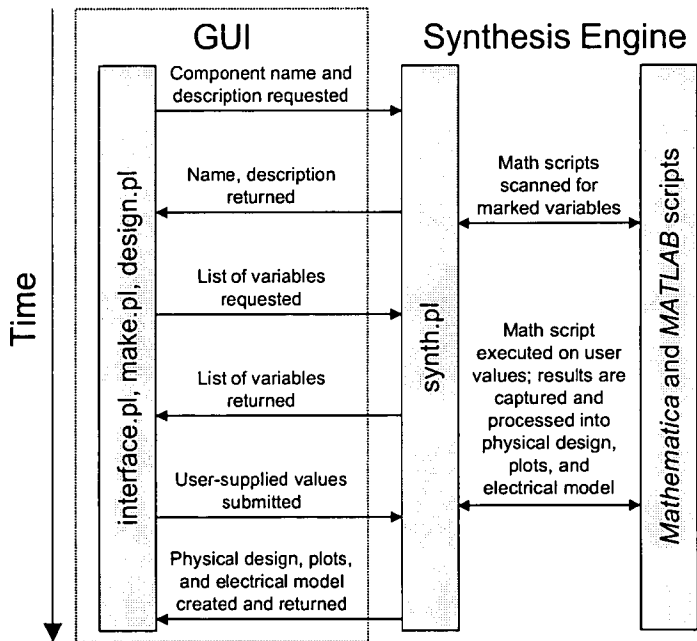 GUI
Synthesis Engine
Time
interface.pl, make.pl, design.pl
Component name and
description requested
Name, description
returned
List of variables
requested
List of variables
returned
User-supplied values
submitted
Physical design, plots,
and electrical model
created and returned
synth.pl
Math scripts
scanned for
marked variables
Math script
executed on user
values; results are
captured and
processed into
physical design,
plots, and
electrical model
Mathematica and MATLAB scripts